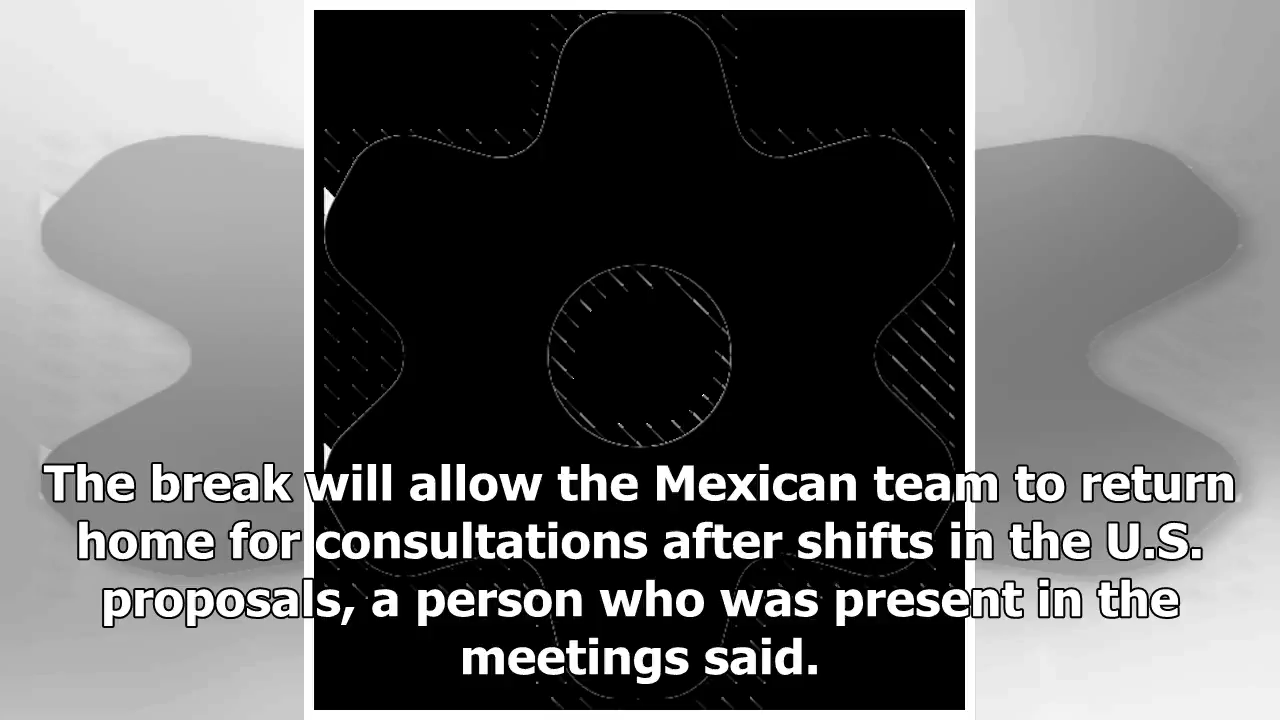 The break will allow the Mexican team to return
home for consultations after shifts in the U.S.
proposals, a person who was present in the
meetings said.